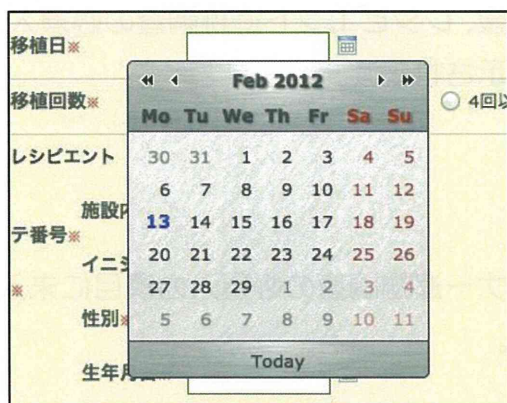 移植日※
移植回数※
4回以
Feb 2012
Mo Tu We Th Fr Sa Su
レシピエント
30 31 1 2 3 4 5
6 7 8 9 10 11 12
施設内
13 14 15 16 17 18 19
テ番号※
20 21 22 23 24 25 26
イニシ
27 28 29 1 2 3 4
※
性別※
5 6 7 8 9 10 11
Today
生年月